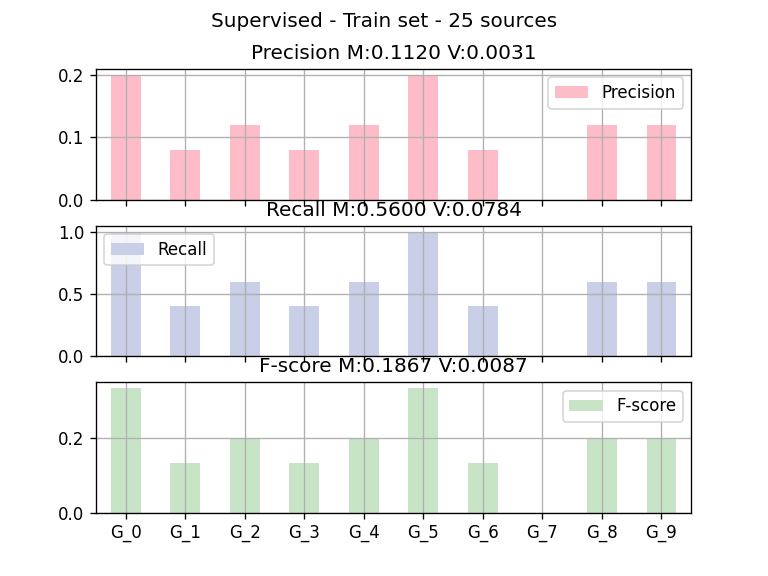 Supervised - Train set - 25 sources
Precision M:0.1120 V:0.0031
0.2
0.1
0.0
Precision
Recall M:0.5600 V:0.0784
1.0
0.5
0.0
Recall
F-score M:0.1867 V:0.0087
0.2
0.0
F-score
G_0 G_1 G_2 G_3 G_4 G_5 G_6 G_7 G_8 G_9